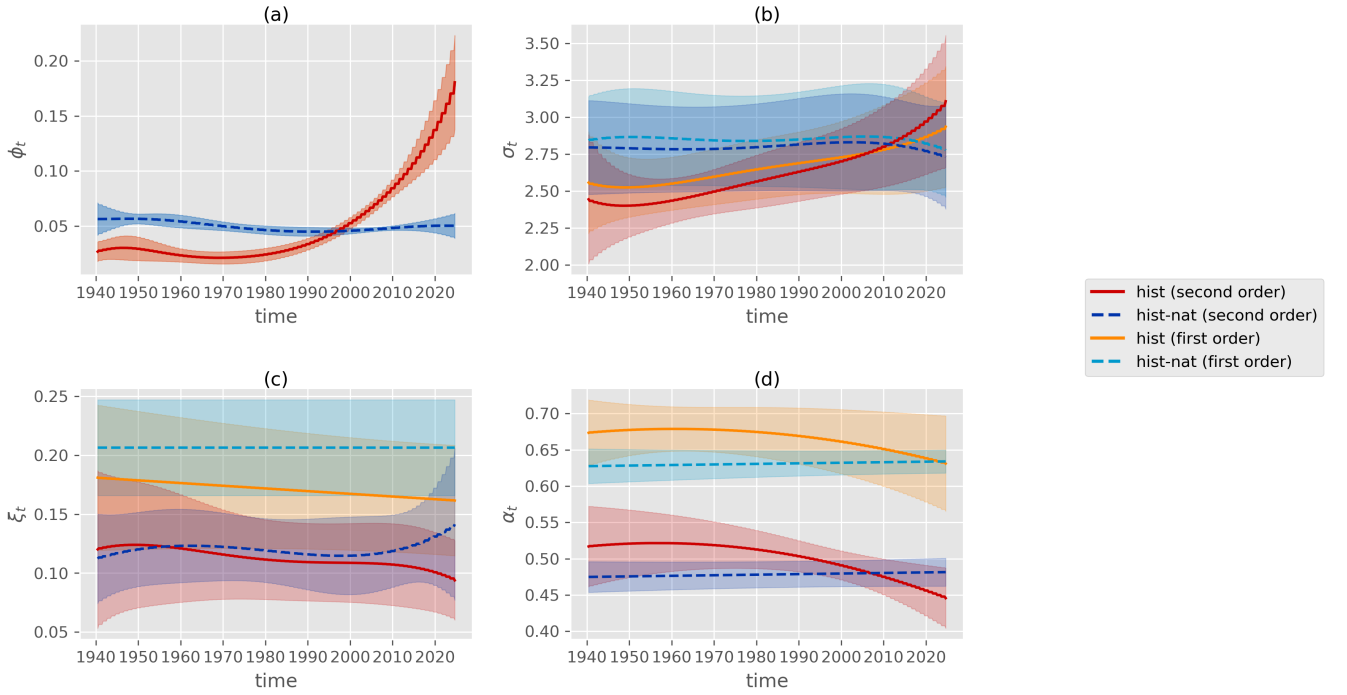 (a)
0.20
0.15
0.10
0.05
ϕt
1940 1950 1960 1970 1980 1990 2000 2010 2020
time
(b)
3.50
3.25
3.00
2.75
2.50
2.25
2.00
σt
1940 1950 1960 1970 1980 1990 2000 2010 2020
time
hist (second order)
hist-nat (second order)
hist (first order)
hist-nat (first order)
(c)
0.25
0.20
0.15
0.10
0.05
ξt
1940 1950 1960 1970 1980 1990 2000 2010 2020
time
(d)
0.70
0.65
0.60
0.55
0.50
0.45
0.40
αt
1940 1950 1960 1970 1980 1990 2000 2010 2020
time